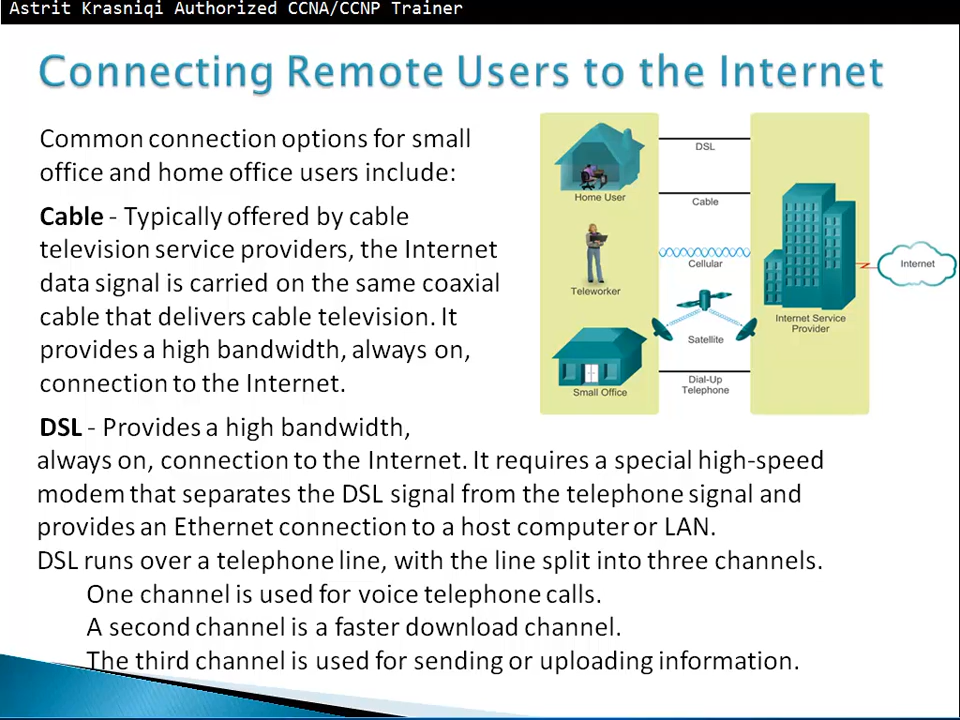 Astrit Krasniqi Authorized CCNA/CCNP Trainer
Connecting Remote Users to the Internet
Common connection options for small
office and home office users include:
Cable - Typically offered by cable
television service providers, the Internet
data signal is carried on the same coaxial
cable that delivers cable television. It
provides a high bandwidth, always on,
connection to the Internet.
DSL - Provides a high bandwidth,
always on, connection to the Internet. It requires a special high-speed
modem that separates the DSL signal from the telephone signal and
provides an Ethernet connection to a host computer or LAN.
DSL runs over a telephone line, with the line split into three channels.
One channel is used for voice telephone calls.
A second channel is a faster download channel.
The third channel is used for sending or uploading information.
Home User
Teleworker
Small Office
DSL
Cable
Cellular
Satellite
Dial-Up
Telephone
Internet Service
Provider
Internet